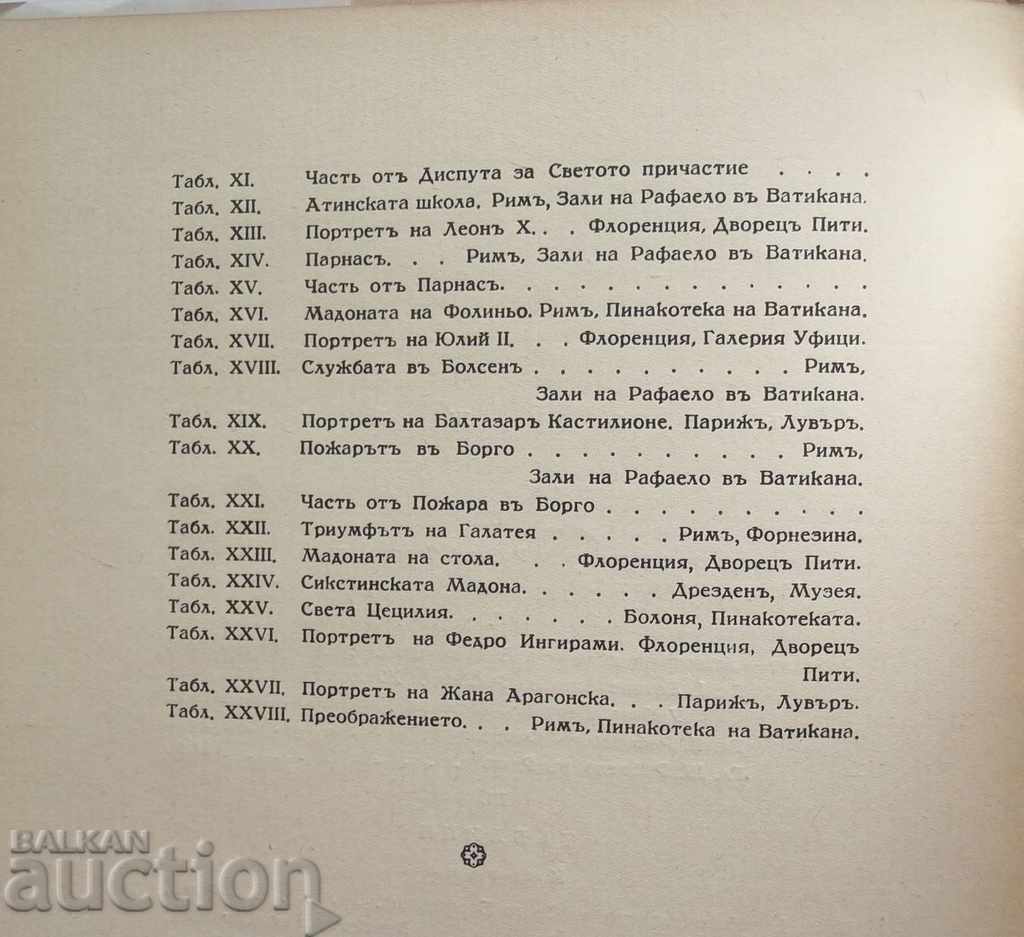 Табл. XI. Часть отъ Диспута за Светото причастие . . . .
Табл. XII. Атинската школа. Римъ, Зали на Рафаело въ Ватикана.
Табл. XIII. Портретъ на Леонъ X. . . Флоренция, Дворецъ Пити.
Табл. XIV. Парнасъ. . . Римъ, Зали на Рафаело въ Ватикана.
Табл. XV. Часть отъ Парнасъ. . . . . . . . . . . . . .
Табл. XVI. Мадоната на Фолиньо. Римъ, Пинакотека на Ватикана.
Табл. XVII. Портретъ на Юлий II. . . Флоренция, Галерия Уфици.
Табл. XVIII. Службата въ Болсенъ . . . . . . . . . . Римъ,
Зали на Рафаело въ Ватикана.
Табл. XIX. Портретъ на Балтазаръ Кастилионе. Парижъ, Лувъръ.
Табл. XX. Пожарътъ въ Борго . . . . . . . . . . Римъ,
Зали на Рафаело въ Ватикана.
Табл. XXI. Часть отъ Пожара въ Борго . . . . . . . . . .
Табл. XXII. Триумфътъ на Галатея . . . . . Римъ, Форнезина.
Табл. XXIII. Мадоната на стола. . . Флоренция, Дворецъ Пити.
Табл. XXIV. Сикстинската Мадона. . . . . . Дрезденъ, Музея.
Табл. XXV. Света Цецилия. . . . . . . Болоня, Пинакотеката.
Табл. XXVI. Портретъ на Федро Ингирами. Флоренция, Дворецъ
Пити.
Табл. XXVII. Портретъ на Жана Арагонска. . . Парижъ, Лувъръ.
Табл. XXVIII. Преображението. . . Римъ, Пинакотека на Ватикана.
BALKAN
auction